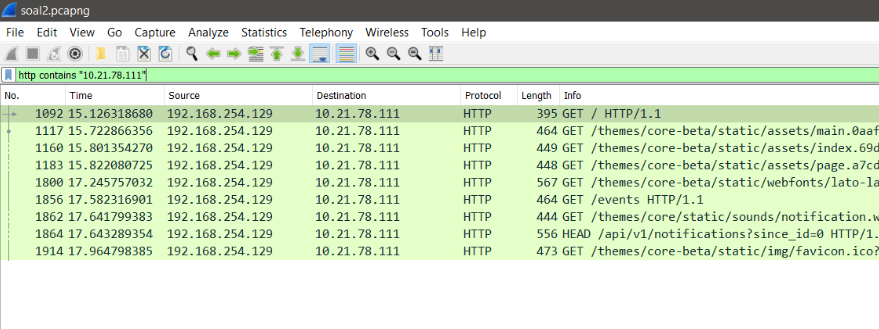 soal2.pcapng
File Edit View Go Capture Analyze Statistics Telephony Wireless Tools Help
http contains "10.21.78.111"
No. Time Source Destination Protocol Length Info
1092 15.126318680 192.168.254.129 10.21.78.111 HTTP 395 GET / HTTP/1.1
1117 15.722866356 192.168.254.129 10.21.78.111 HTTP 464 GET /themes/core-beta/static/assets/main.0aaf
1160 15.801354270 192.168.254.129 10.21.78.111 HTTP 449 GET /themes/core-beta/static/assets/index.69d
1183 15.822080725 192.168.254.129 10.21.78.111 HTTP 448 GET /themes/core-beta/static/assets/page.a7cd
1800 17.245757032 192.168.254.129 10.21.78.111 HTTP 567 GET /themes/core-beta/static/webfonts/lato-la
1856 17.582316901 192.168.254.129 10.21.78.111 HTTP 464 GET /events HTTP/1.1
1862 17.641799383 192.168.254.129 10.21.78.111 HTTP 444 GET /themes/core/static/sounds/notification.w
1864 17.643289354 192.168.254.129 10.21.78.111 HTTP 556 HEAD /api/v1/notifications?since_id=0 HTTP/1.
1914 17.964798385 192.168.254.129 10.21.78.111 HTTP 473 GET /themes/core-beta/static/img/favicon.ico?